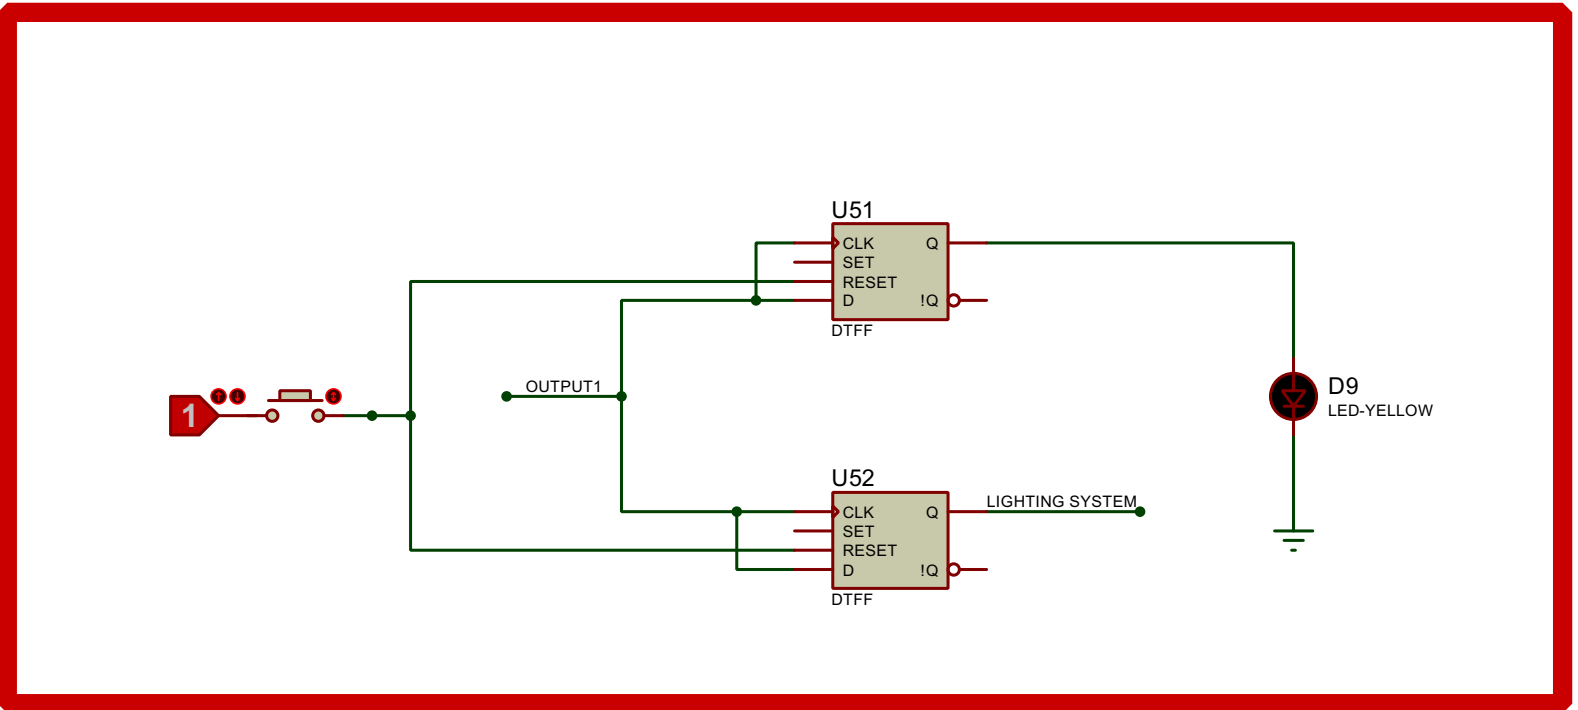 U51
CLK Q
SET
RESET
D !Q
DTFF
OUTPUT1
1
D9
LED-YELLOW
U52
LIGHTING SYSTEM
CLK Q
SET
RESET
D !Q
DTFF